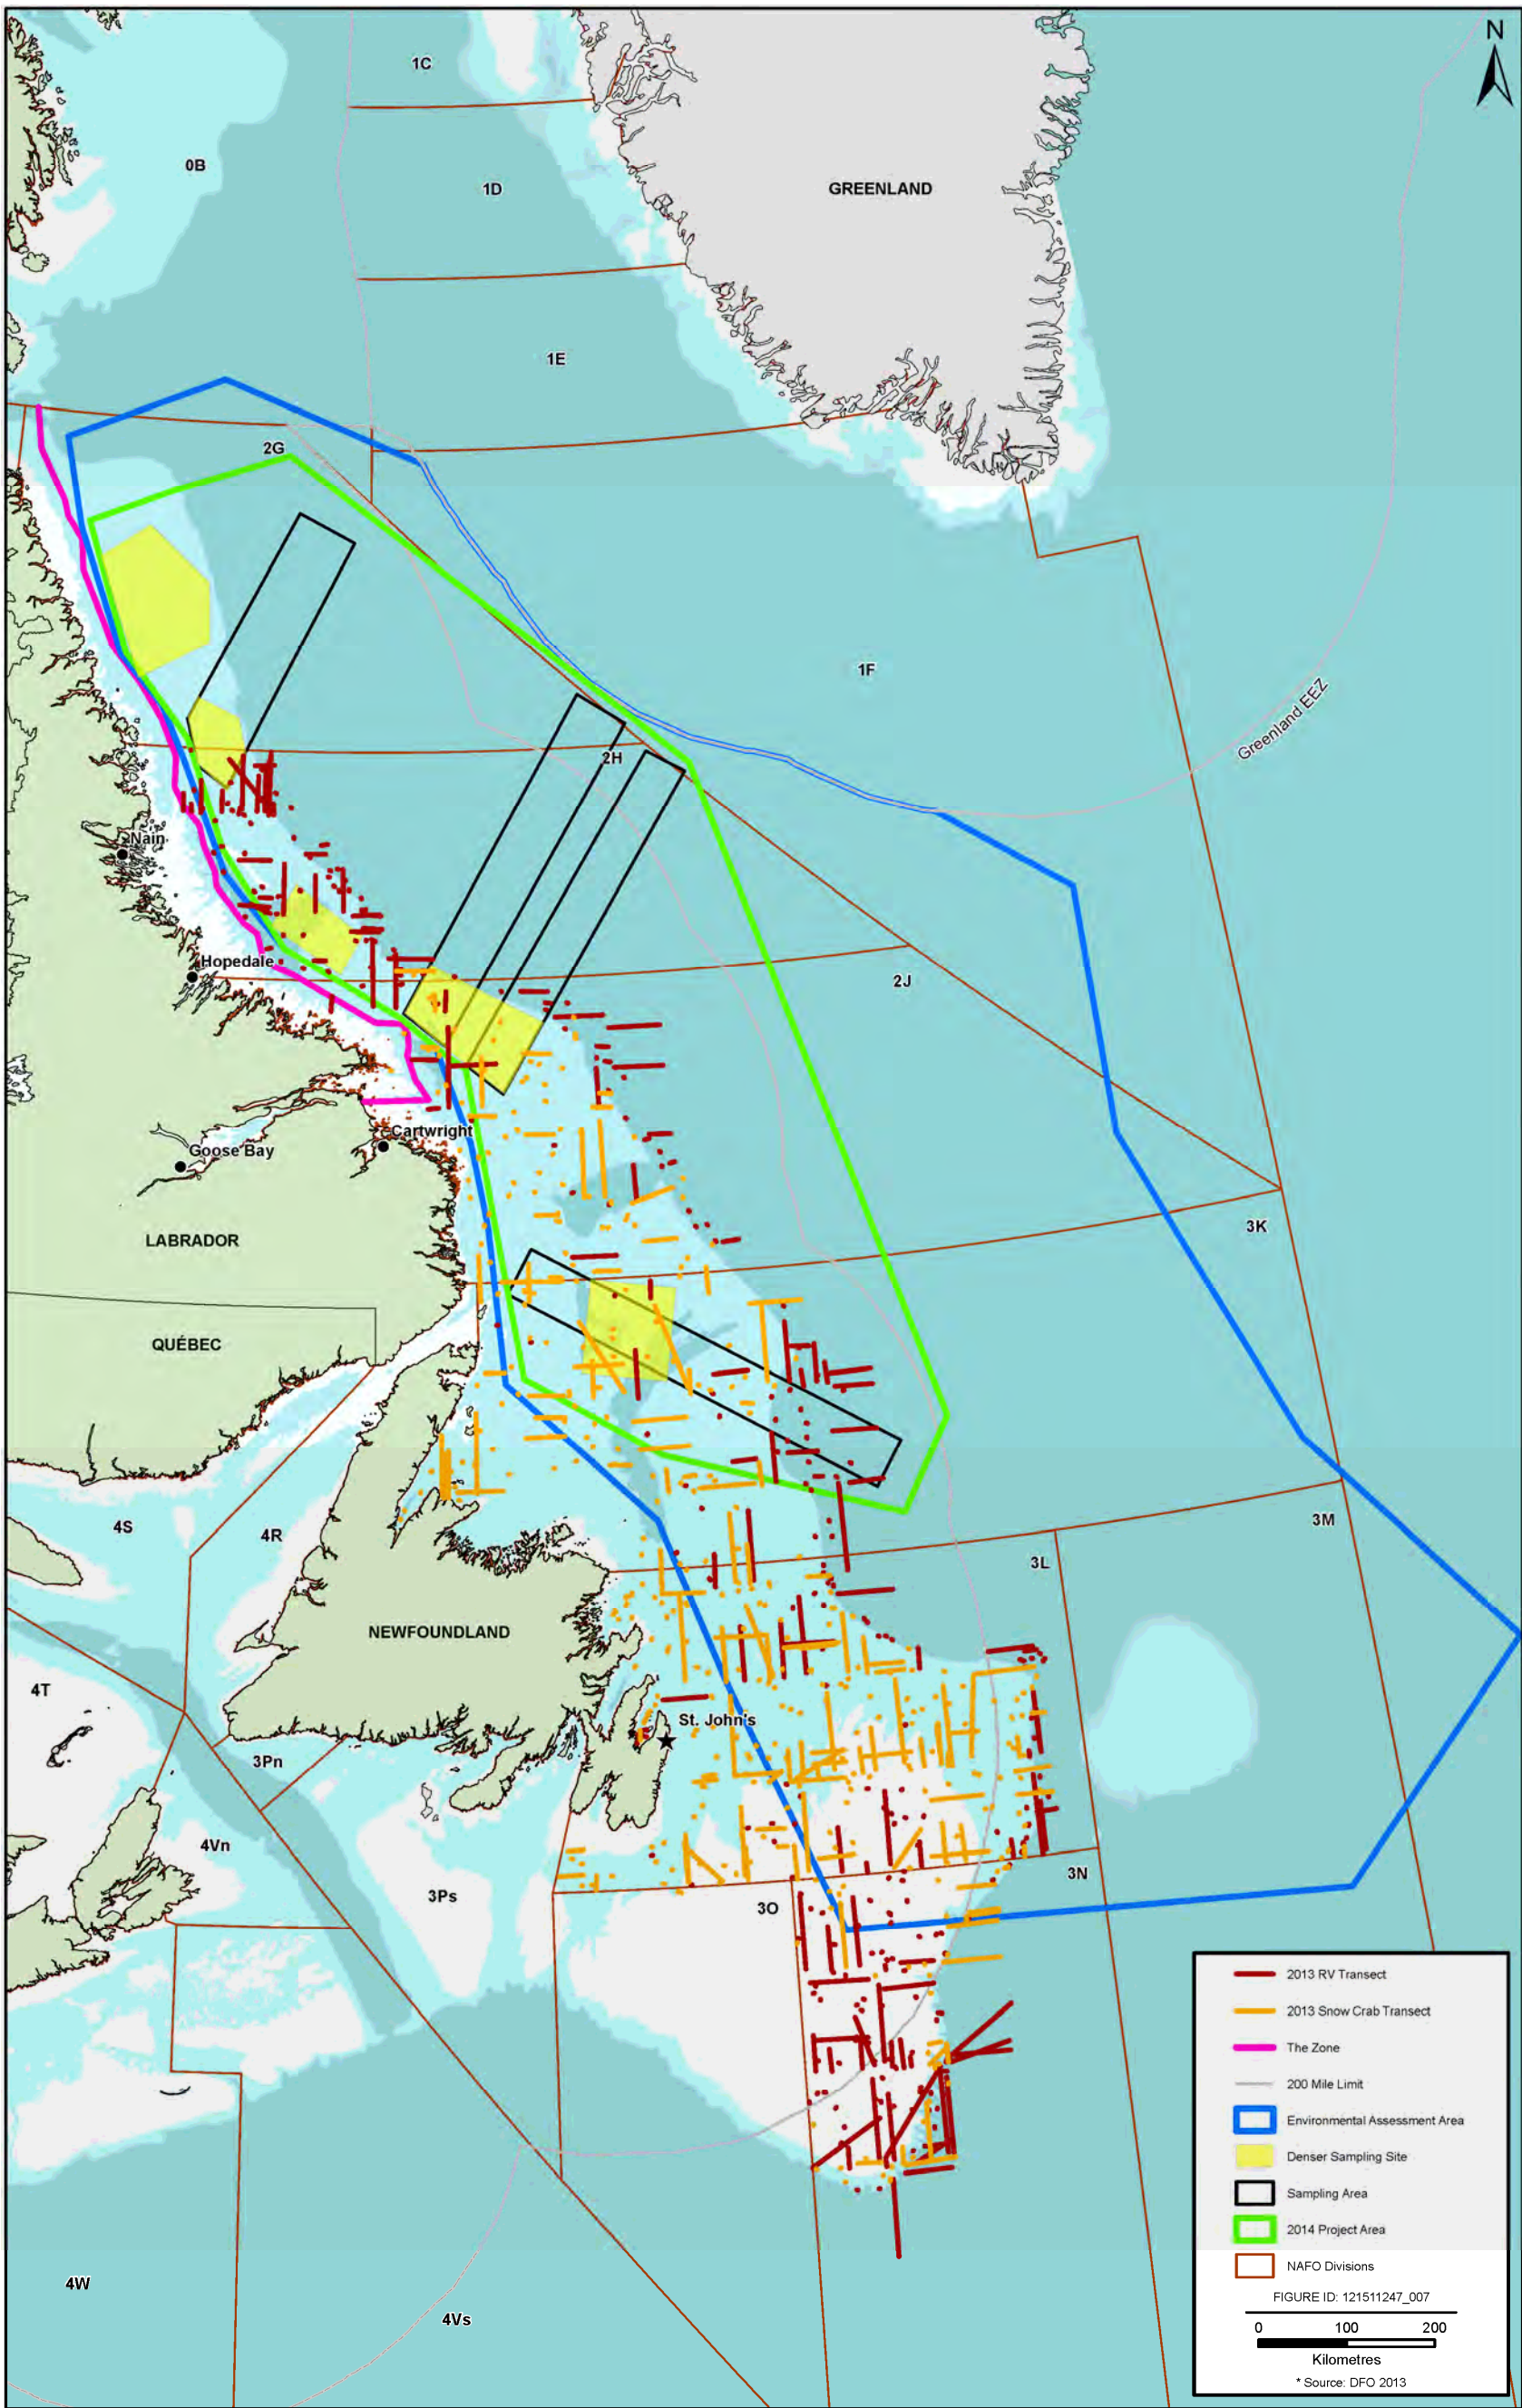 N
1C
0B
1D
GREENLAND
1E
2G
1F
Greenland EEZ
2H
Nain
Hopedale
2J
Cartwright
Goose Bay
3K
LABRADOR
QUÉBEC
3M
4S
4R
3L
NEWFOUNDLAND
4T
St. John's
3Pn
4Vn
3N
3Ps
3O
4W
4Vs
2013 RV Transect
2013 Snow Crab Transect
The Zone
200 Mile Limit
Environmental Assessment Area
Denser Sampling Site
Sampling Area
2014 Project Area
NAFO Divisions
FIGURE ID: 121511247_007
0 100 200
Kilometres
* Source: DFO 2013